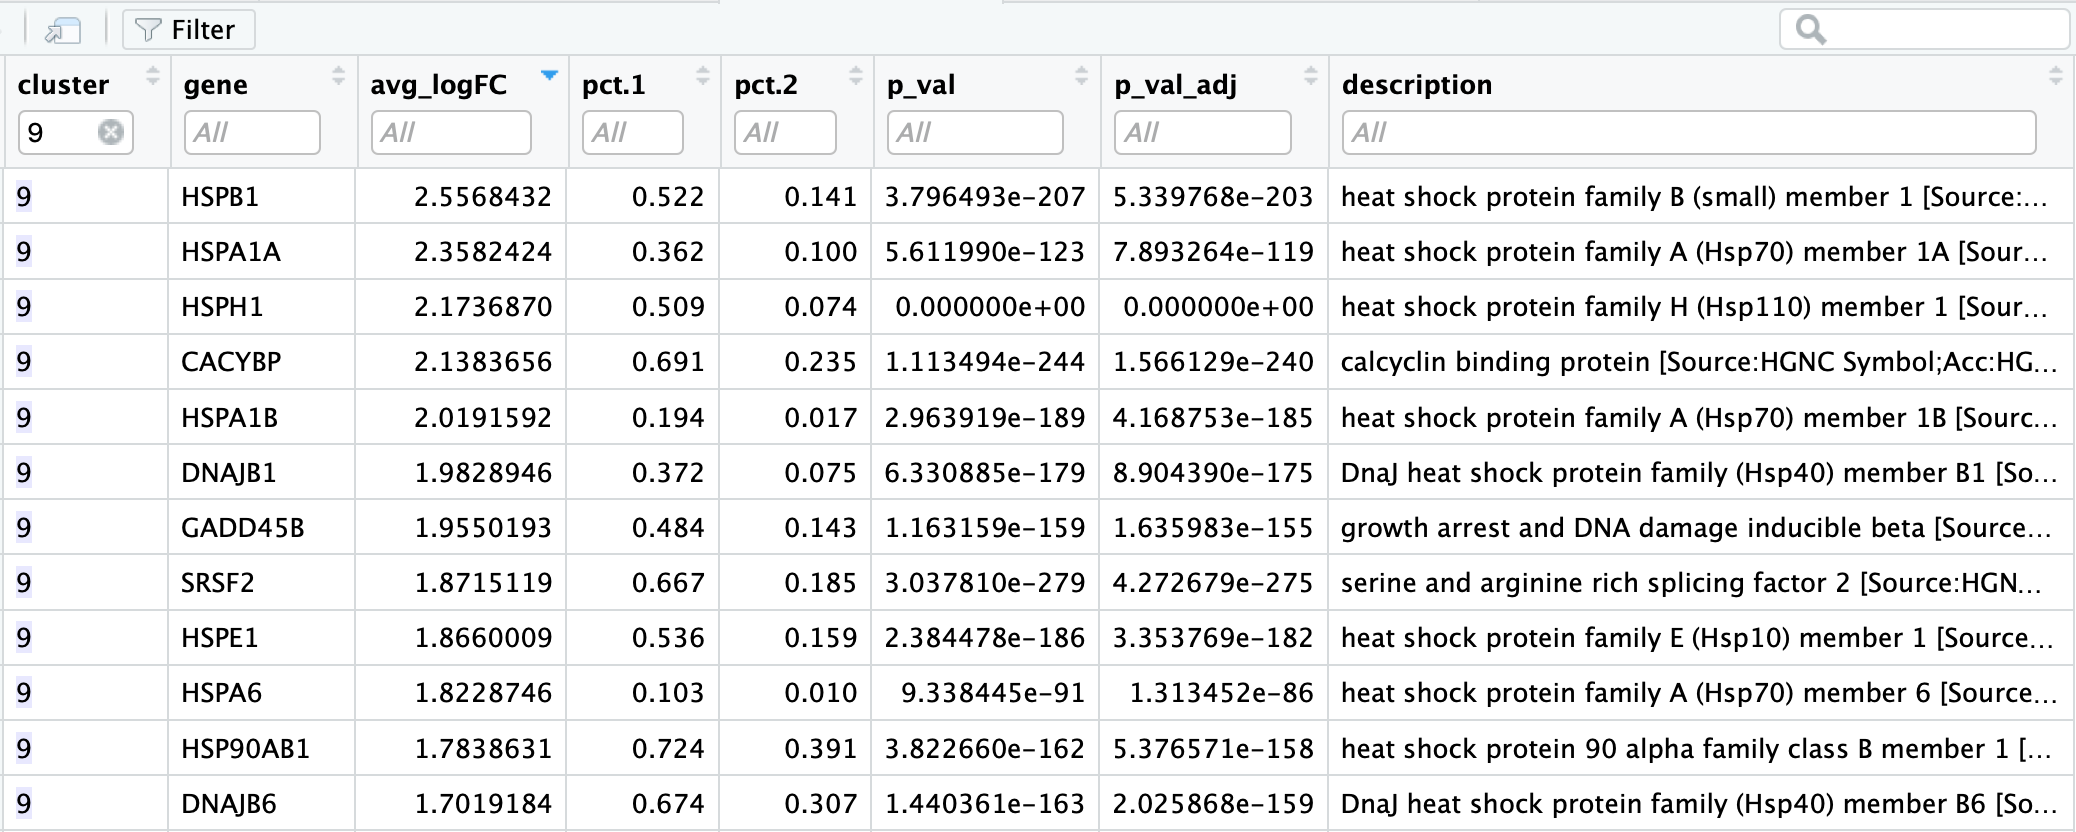 Filter
cluster gene avg_logFC pct.1 pct.2 p_val p_val_adj description
9 All All All All All All All
9 HSPB1 2.5568432 0.522 0.141 3.796493e-207 5.339768e-203 heat shock protein family B (small) member 1 [Source:...
9 HSPA1A 2.3582424 0.362 0.100 5.611990e-123 7.893264e-119 heat shock protein family A (Hsp70) member 1A [Sour...
9 HSPH1 2.1736870 0.509 0.074 0.000000e+00 0.000000e+00 heat shock protein family H (Hsp110) member 1 [Sour...
9 CACYBP 2.1383656 0.691 0.235 1.113494e-244 1.566129e-240 calcyclin binding protein [Source:HGNC Symbol;Acc:HG...
9 HSPA1B 2.0191592 0.194 0.017 2.963919e-189 4.168753e-185 heat shock protein family A (Hsp70) member 1B [Sourc...
9 DNAJB1 1.9828946 0.372 0.075 6.330885e-179 8.904390e-175 DnaJ heat shock protein family (Hsp40) member B1 [So...
9 GADD45B 1.9550193 0.484 0.143 1.163159e-159 1.635983e-155 growth arrest and DNA damage inducible beta [Source...
9 SRSF2 1.8715119 0.667 0.185 3.037810e-279 4.272679e-275 serine and arginine rich splicing factor 2 [Source:HGN...
9 HSPE1 1.8660009 0.536 0.159 2.384478e-186 3.353769e-182 heat shock protein family E (Hsp10) member 1 [Source...
9 HSPA6 1.8228746 0.103 0.010 9.338445e-91 1.313452e-86 heat shock protein family A (Hsp70) member 6 [Source...
9 HSP90AB1 1.7838631 0.724 0.391 3.822660e-162 5.376571e-158 heat shock protein 90 alpha family class B member 1 [...
9 DNAJB6 1.7019184 0.674 0.307 1.440361e-163 2.025868e-159 DnaJ heat shock protein family (Hsp40) member B6 [So...